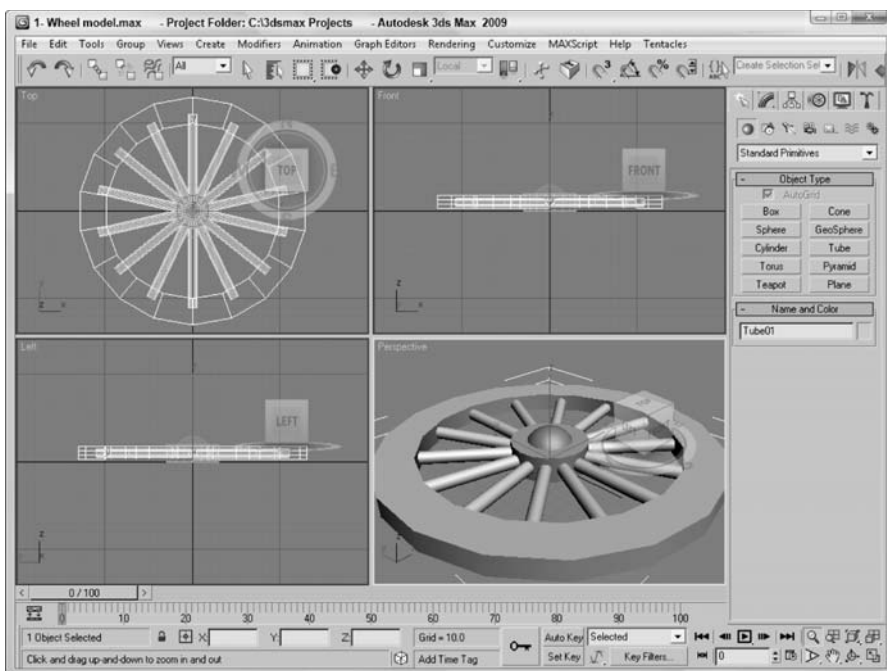 1- Wheel model.max - Project Folder: C:\3dsmax Projects - Autodesk 3ds Max 2009
File Edit Tools Group Views Create Modifiers Animation Graph Editors Rendering Customize MAXScript Help Tentacles
All Local 3 Create Selection Sel
Top
TOP
Front
FRONT
Left
LEFT
Perspective
TOP
Standard Primitives
- Object Type
AutoGrid
Box Cone
Sphere GeoSphere
Cylinder Tube
Torus Pyramid
Teapot Plane
- Name and Color
Tube01
< 0 / 100 >
0 10 20 30 40 50 60 70 80 90 100
1 Object Selected X: Y: Z: Grid = 10.0 Auto Key Selected
Click and drag up-and-down to zoom in and out Add Time Tag Set Key Key Filters... 0